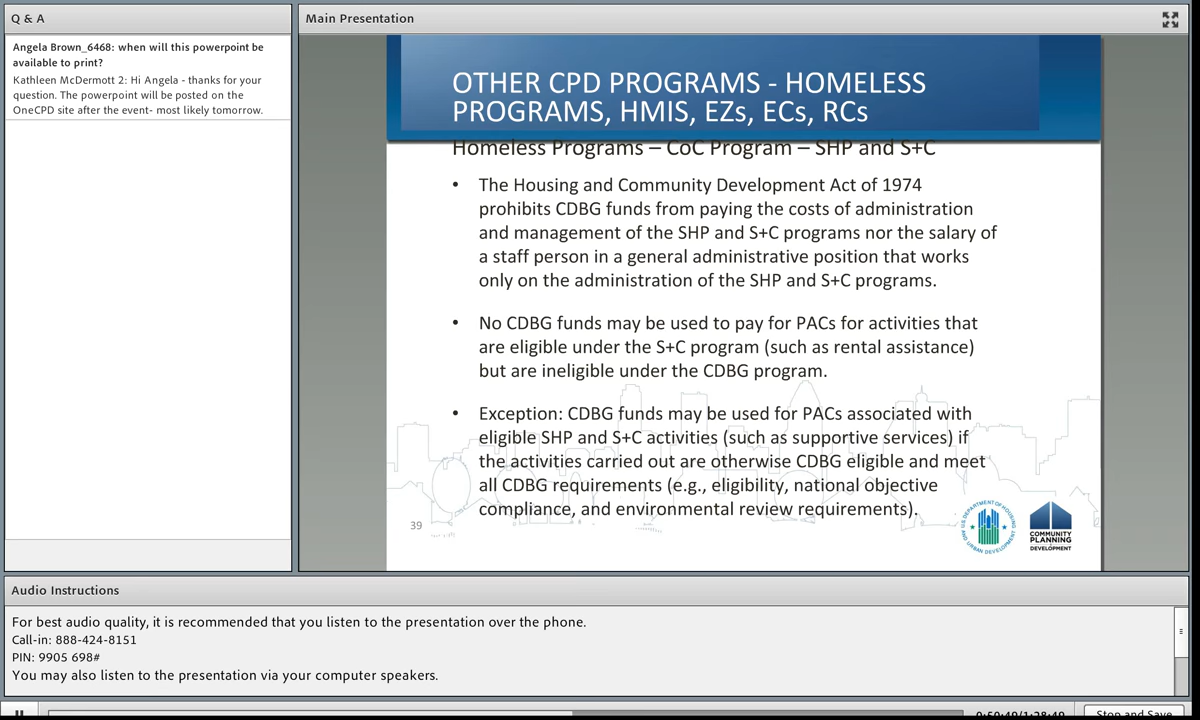 Q & A
Angela Brown_6468: when will this powerpoint be
available to print?
Kathleen McDermott 2: Hi Angela - thanks for your
question. The powerpoint will be posted on the
OneCPD site after the event- most likely tomorrow.
Main Presentation
OTHER CPD PROGRAMS - HOMELESS
PROGRAMS, HMIS, EZs, ECs, RCs
Homeless Programs – CoC Program – SHP and S+C
• The Housing and Community Development Act of 1974
prohibits CDBG funds from paying the costs of administration
and management of the SHP and S+C programs nor the salary of
a staff person in a general administrative position that works
only on the administration of the SHP and S+C programs.
• No CDBG funds may be used to pay for PACs for activities that
are eligible under the S+C program (such as rental assistance)
but are ineligible under the CDBG program.
• Exception: CDBG funds may be used for PACs associated with
eligible SHP and S+C activities (such as supportive services) if
the activities carried out are otherwise CDBG eligible and meet
all CDBG requirements (e.g., eligibility, national objective
compliance, and environmental review requirements).
39
U.S. DEPARTMENT OF HOUSING
AND URBAN DEVELOPMENT
COMMUNITY
PLANNING
DEVELOPMENT
Audio Instructions
For best audio quality, it is recommended that you listen to the presentation over the phone.
Call-in: 888-424-8151
PIN: 9905 698#
You may also listen to the presentation via your computer speakers.
Stop and Save